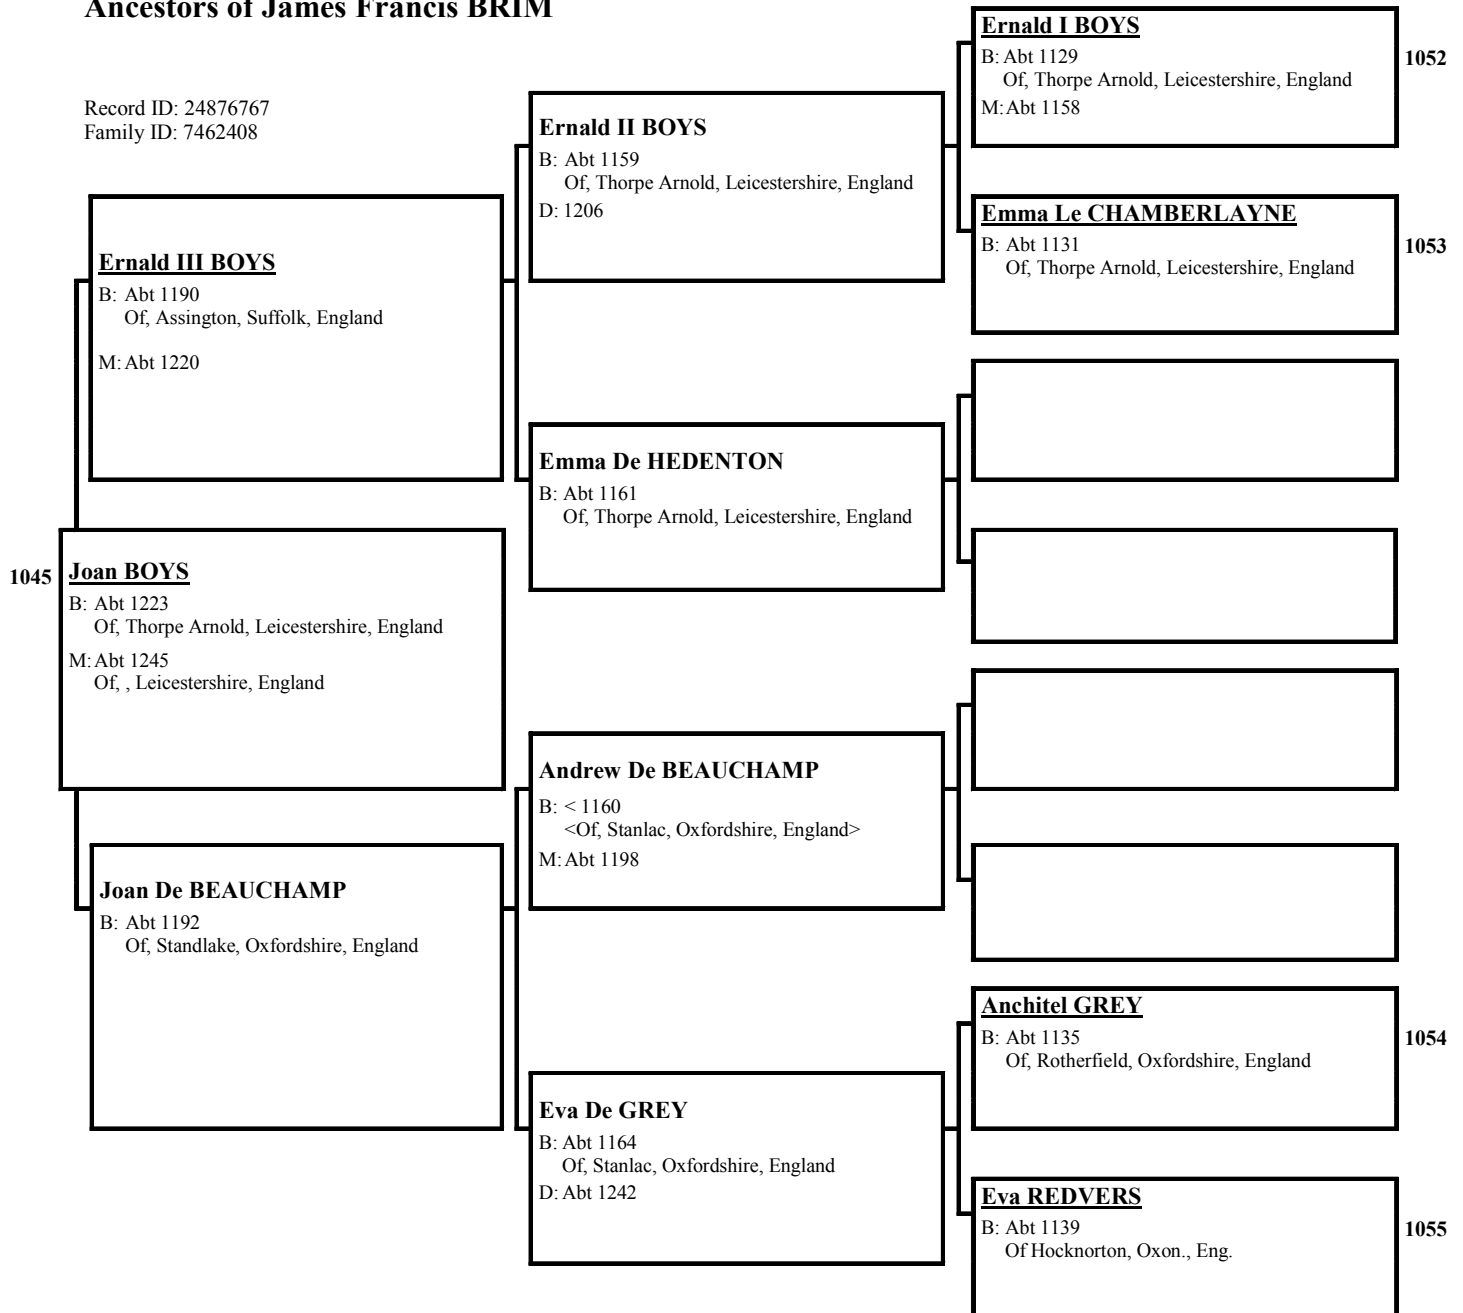 Ancestors of James Francis BRIM
Record ID: 24876767
Family ID: 7462408
Ernald I BOYS
B: Abt 1129
Of, Thorpe Arnold, Leicestershire, England
M: Abt 1158
1052
Ernald II BOYS
B: Abt 1159
Of, Thorpe Arnold, Leicestershire, England
D: 1206
Emma Le CHAMBERLAYNE
B: Abt 1131
Of, Thorpe Arnold, Leicestershire, England
1053
Ernald III BOYS
B: Abt 1190
Of, Assington, Suffolk, England
M: Abt 1220
Emma De HEDENTON
B: Abt 1161
Of, Thorpe Arnold, Leicestershire, England
1045
Joan BOYS
B: Abt 1223
Of, Thorpe Arnold, Leicestershire, England
M: Abt 1245
Of, , Leicestershire, England
Andrew De BEAUCHAMP
B: < 1160
<Of, Stanlac, Oxfordshire, England>
M: Abt 1198
Joan De BEAUCHAMP
B: Abt 1192
Of, Standlake, Oxfordshire, England
Anchitel GREY
B: Abt 1135
Of, Rotherfield, Oxfordshire, England
1054
Eva De GREY
B: Abt 1164
Of, Stanlac, Oxfordshire, England
D: Abt 1242
Eva REDVERS
B: Abt 1139
Of Hocknorton, Oxon., Eng.
1055